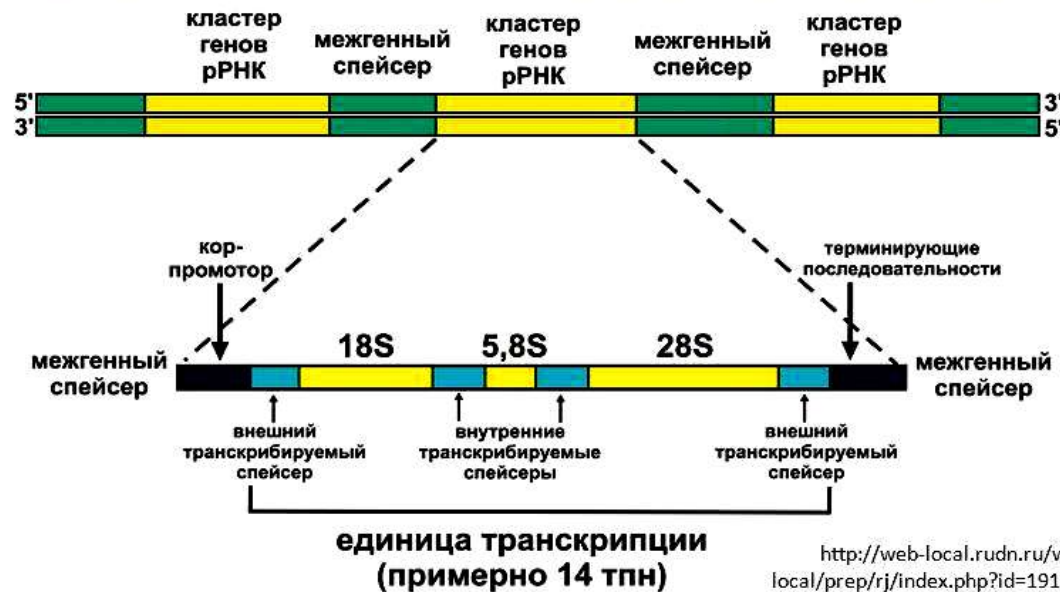 кластер
генов
рРНК
межгенный
спейсер
кластер
генов
рРНК
межгенный
спейсер
кластер
генов
рРНК
5'
3'
3'
5'
кор-
промотор
терминирующие
последовательности
межгенный
спейсер
18S
5,8S
28S
межгенный
спейсер
внешний
транскрибируемый
спейсер
внутренние
транскрибируемые
спейсеры
внешний
транскрибируемый
спейсер
единица транскрипции
(примерно 14 тпн)
http://web-local.rudn.ru/w
local/prep/rj/index.php?id=191